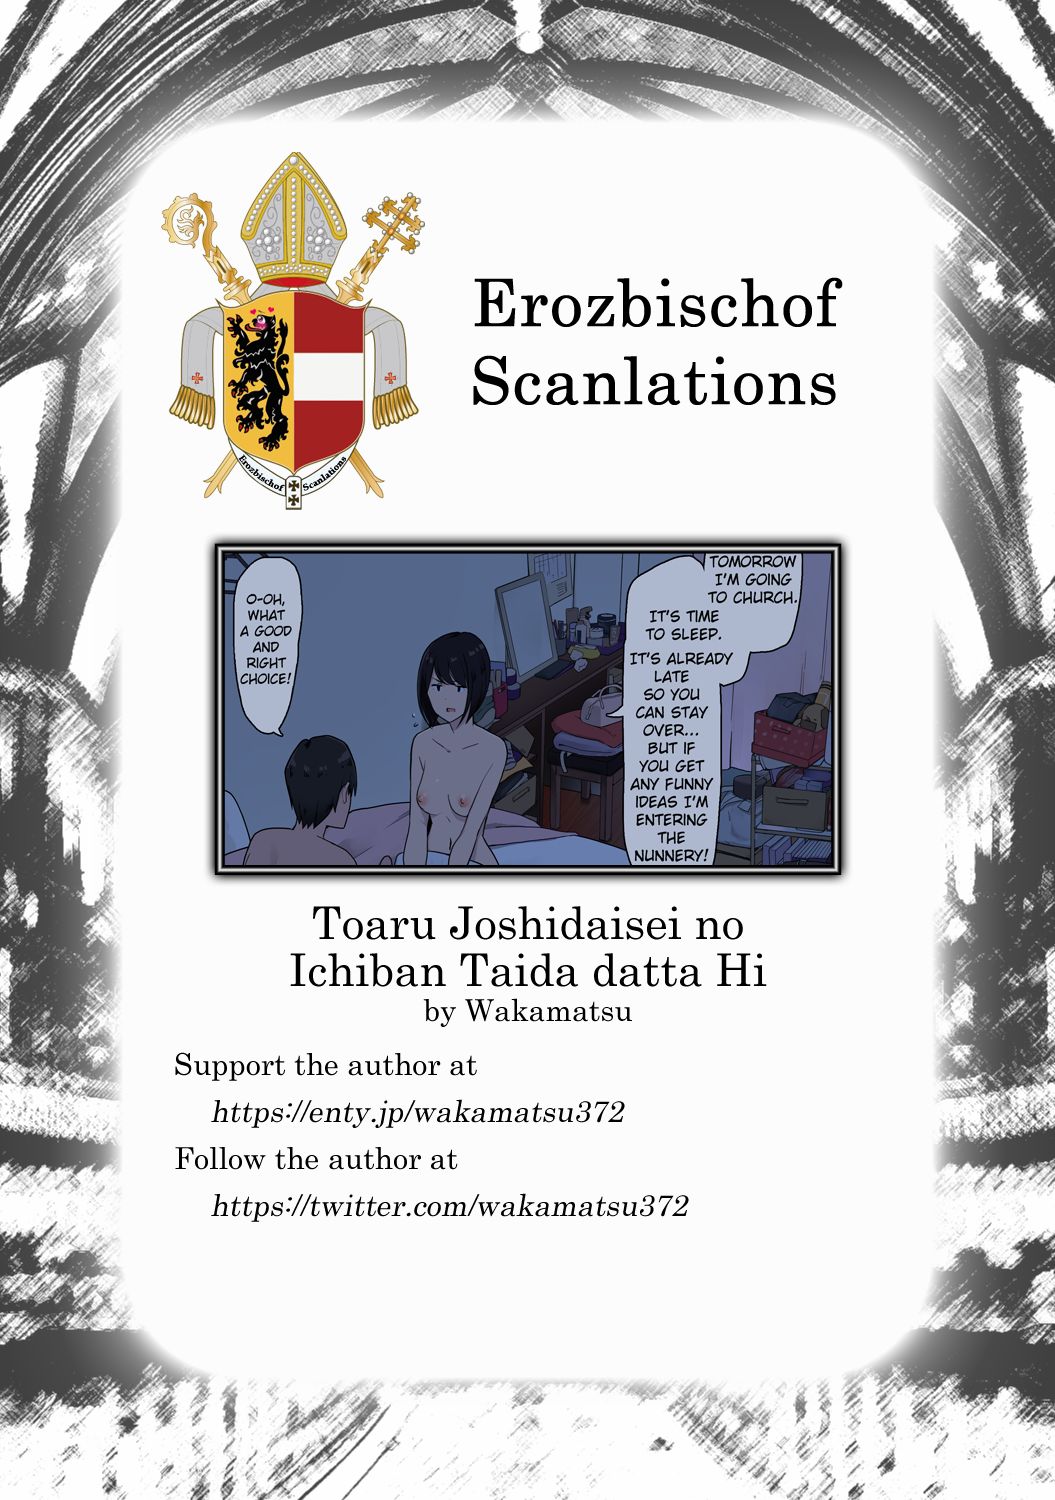 Erozbischof
Scanlations
Erozbischof
Scanlations
O-OH,
WHAT
A GOOD
AND
RIGHT
CHOICE!
TOMORROW
I'M GOING
TO CHURCH.
IT'S TIME
TO SLEEP.
IT'S ALREADY
LATE
SO YOU
CAN STAY
OVER...
BUT IF
YOU GET
ANY FUNNY
IDEAS I'M
ENTERING
THE
NUNNERY!
Toaru Joshidaisei no
Ichiban Taida datta Hi
by Wakamatsu
Support the author at
https://enty.jp/wakamatsu372
Follow the author at
https://twitter.com/wakamatsu372